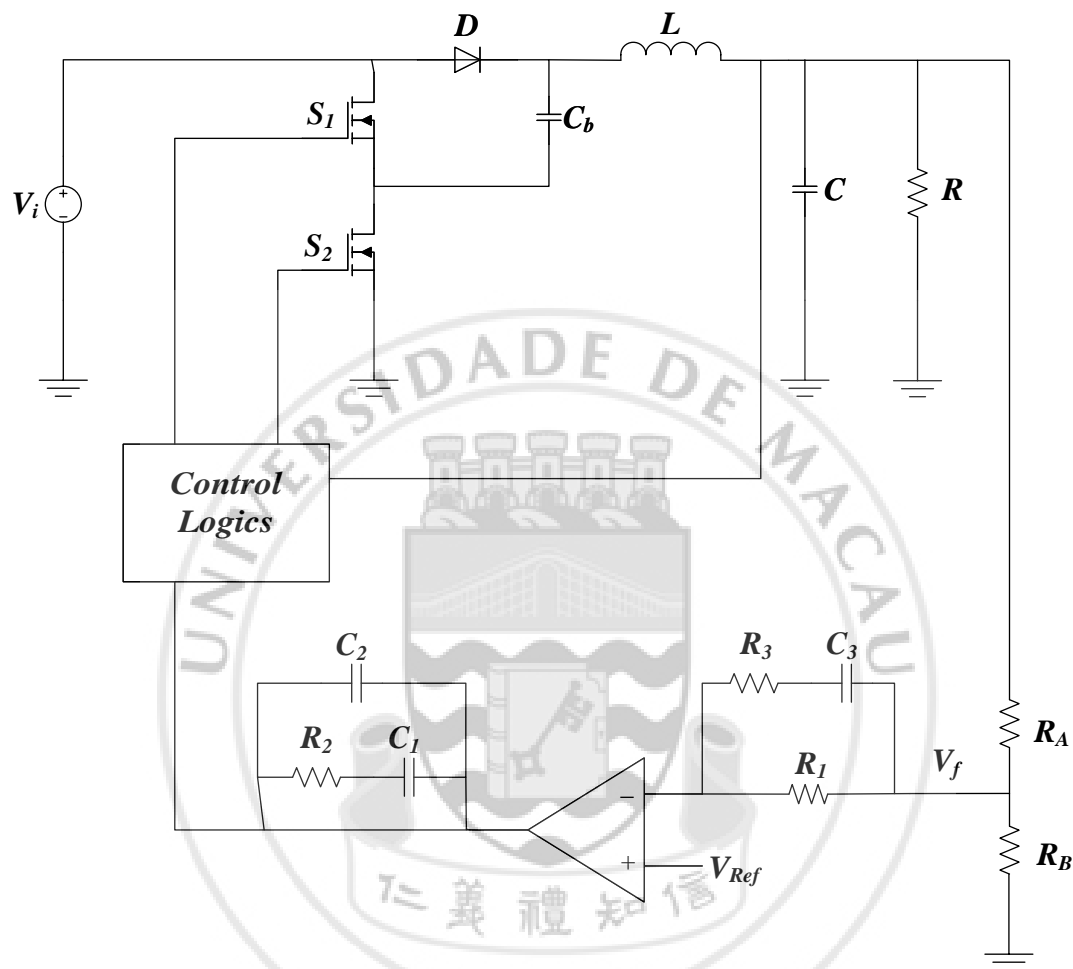 D
L
S1
Cb
Vi
+
−
C
R
S2
Control
Logics
UNIVERSIDADE DE MACAU
C2
R3
C3
R2
C1
RA
Vf
R1
−
+
VRef
RB
仁義禮知信